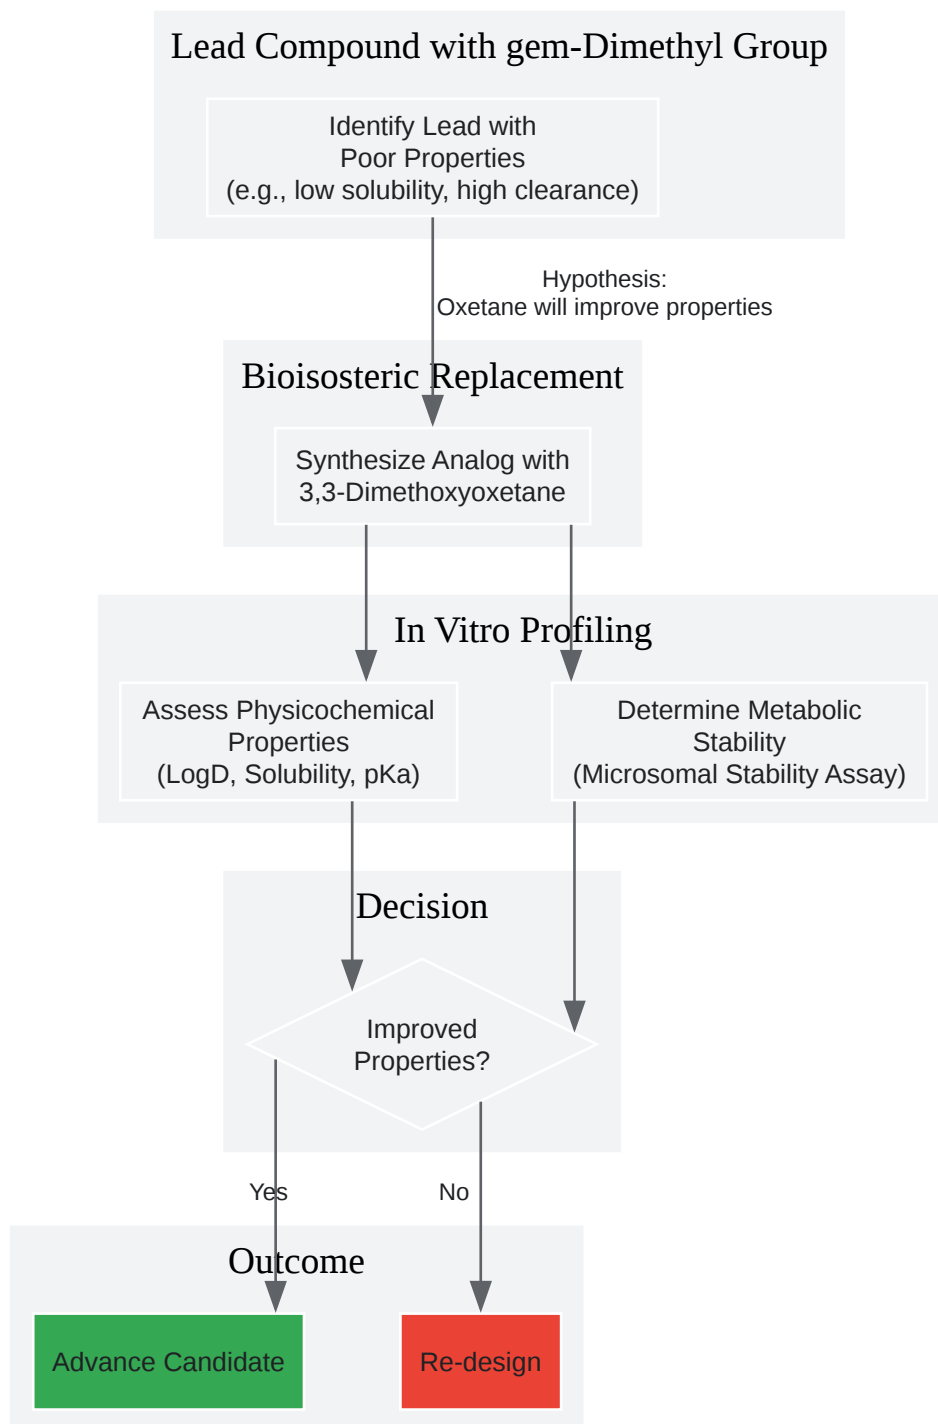 Lead Compound with gem-Dimethyl Group
Identify Lead with
Poor Properties
(e.g., low solubility, high clearance)
Hypothesis:
Oxetane will improve properties
Bioisosteric Replacement
Synthesize Analog with
3,3-Dimethoxyoxetane
In Vitro Profiling
Assess Physicochemical
Properties
(LogD, Solubility, pKa)
Determine Metabolic
Stability
(Microsomal Stability Assay)
Decision
Improved
Properties?
Yes
No
Outcome
Advance Candidate
Re-design